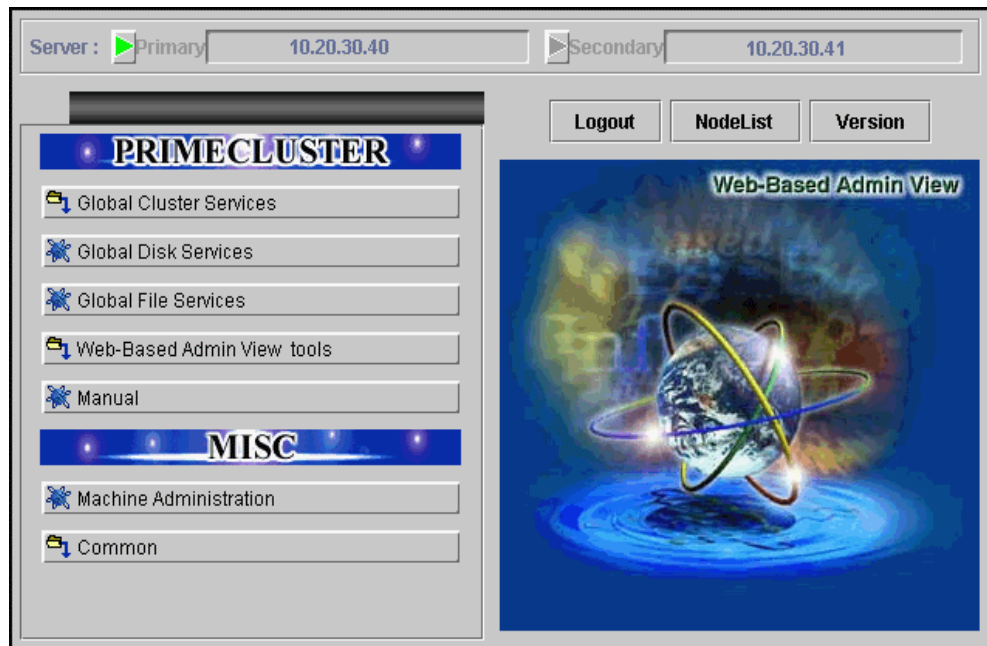 Server : Primary 10.20.30.40 Secondary 10.20.30.41
Logout NodeList Version
PRIMECLUSTER
Global Cluster Services
Global Disk Services
Global File Services
Web-Based Admin View tools
Manual
MISC
Machine Administration
Common
Web-Based Admin View
ased